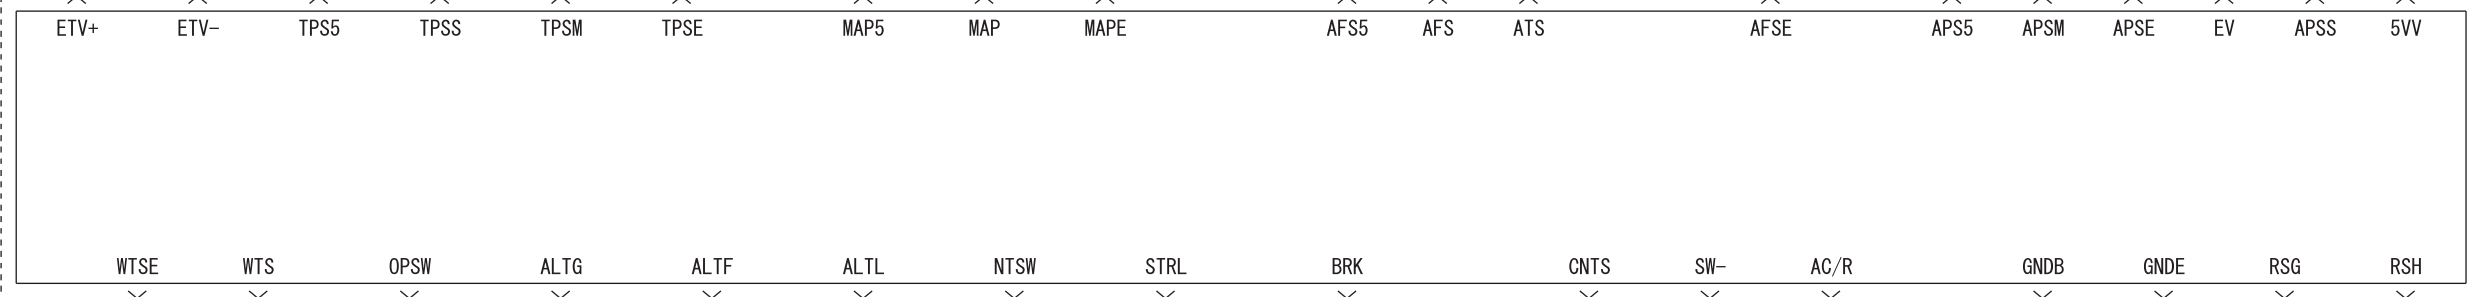 ETV+ ETV− TPS5 TPSS TPSM TPSE MAP5 MAP MAPE AFS5 AFS ATS AFSE APS5 APSM APSE EV APSS 5VV
WTSE WTS OPSW ALTG ALTF ALTL NTSW STRL BRK CNTS SW− AC/R GNDB GNDE RSG RSH